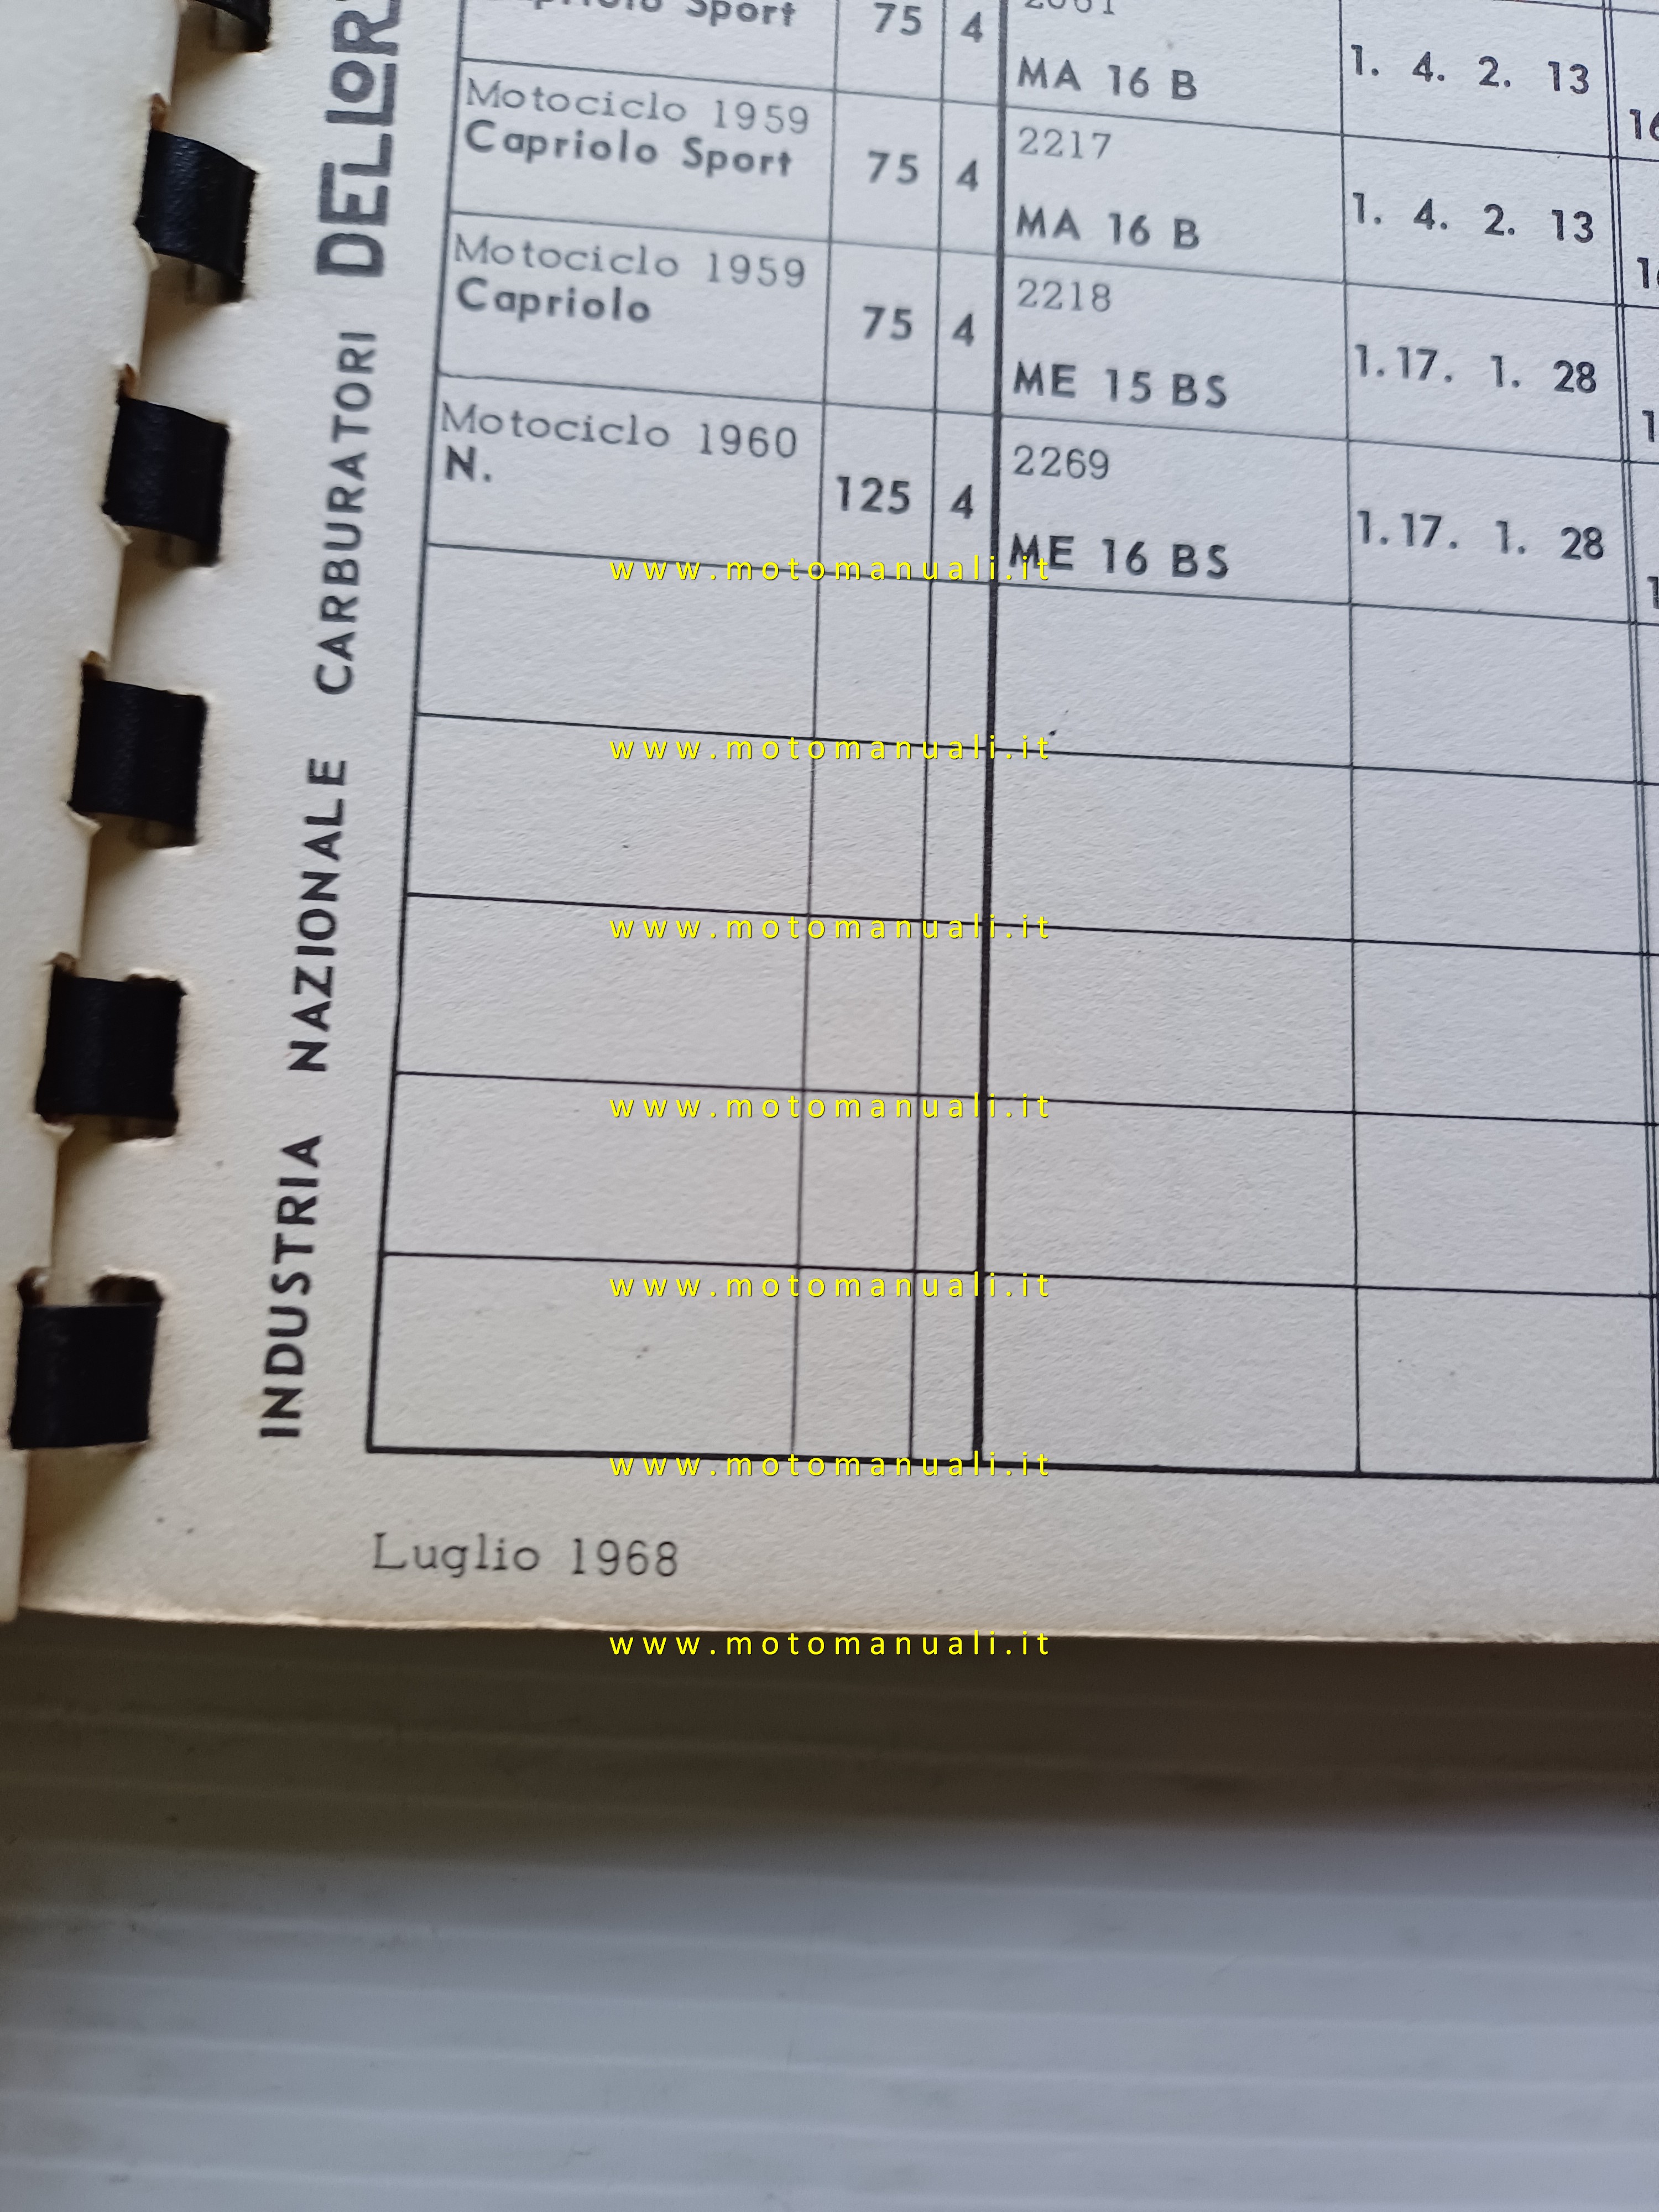 Sport 75 4
MA 16 B 1. 4. 2. 13
Motociclo 1959 2217
Capriolo Sport 75 4
MA 16 B 1. 4. 2. 13
Motociclo 1959 2218
Capriolo 75 4
ME 15 BS 1.17. 1. 28
Motociclo 1960 2269
N. 125 4
ME 16 BS 1.17. 1. 28
INDUSTRIA NAZIONALE CARBURATORI
www.motomanuali.it
www.motomanuali.it
www.motomanuali.it
www.motomanuali.it
www.motomanuali.it
www.motomanuali.it
Luglio 1968
www.motomanuali.it